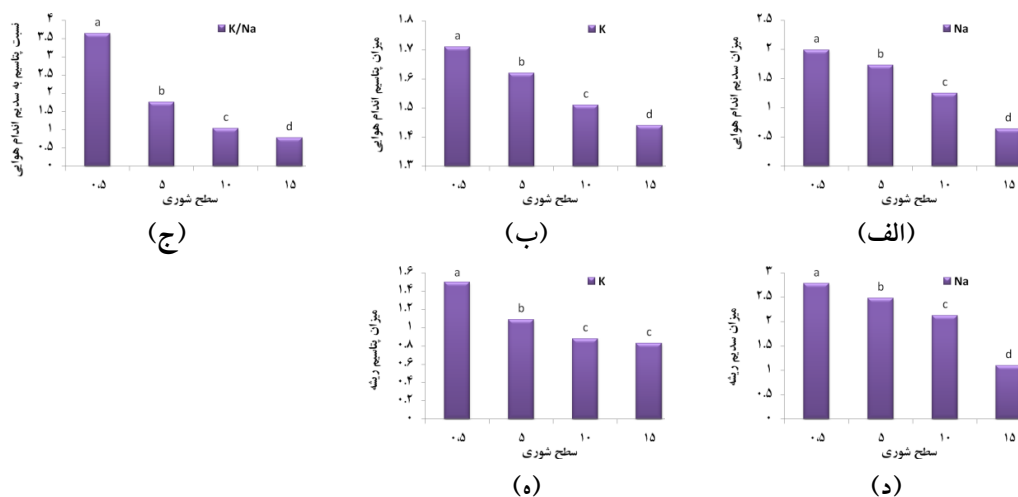 Na
میزان سدیم اندام هوایی
۲.۵
۲
۱.۵
۱
۰.۵
۰
a
b
c
d
۰.۵ ۵ ۱۰ ۱۵
سطح شوری
(الف)
K
میزان پتاسیم اندام هوایی
۱.۸
۱.۷
۱.۶
۱.۵
۱.۴
۱.۳
a
b
c
d
۰.۵ ۵ ۱۰ ۱۵
سطح شوری
(ب)
K/Na
نسبت پتاسیم به سدیم اندام هوایی
۴
۳.۵
۳
۲.۵
۲
۱.۵
۱
۰.۵
۰
a
b
c
d
۰.۵ ۵ ۱۰ ۱۵
سطح شوری
(ج)
Na
میزان سدیم ریشه
۳
۲.۵
۲
۱.۵
۱
۰.۵
۰
a
b
c
d
۰.۵ ۵ ۱۰ ۱۵
سطح شوری
(د)
K
میزان پتاسیم ریشه
۱.۶
۱.۴
۱.۲
۱
۰.۸
۰.۶
۰.۴
۰.۲
۰
a
b
c
c
۰.۵ ۵ ۱۰ ۱۵
سطح شوری
(ه)